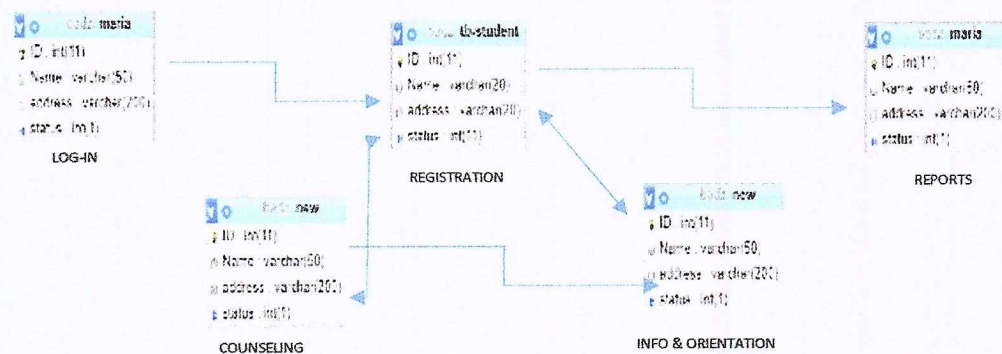 maria
ID : int(11)
Name : varchar(50)
address : varchar(200)
status : int(1)
LOG-IN
tb-student
ID : int(11)
Name : varchar(20)
address : varchar(20)
status : int(11)
REGISTRATION
maria
ID : int(11)
Name : varchar(50)
address : varchar(200)
status : int(1)
REPORTS
new
ID : int(11)
Name : varchar(50)
address : varchar(200)
status : int(1)
COUNSELING
new
ID : int(11)
Name : varchar(50)
address : varchar(200)
status : int(1)
INFO & ORIENTATION